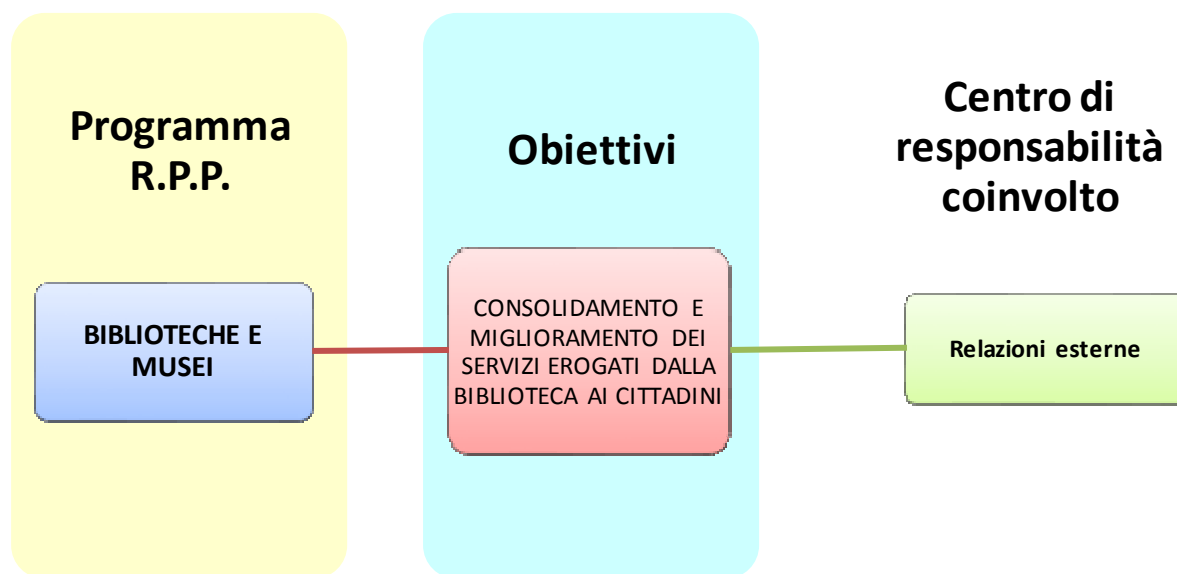 Programma
R.P.P.
BIBLIOTECHE E
MUSEI
Obiettivi
CONSOLIDAMENTO E
MIGLIORAMENTO DEI
SERVIZI EROGATI DALLA
BIBLIOTECA AI CITTADINI
Centro di
responsabilità
coinvolto
Relazioni esterne